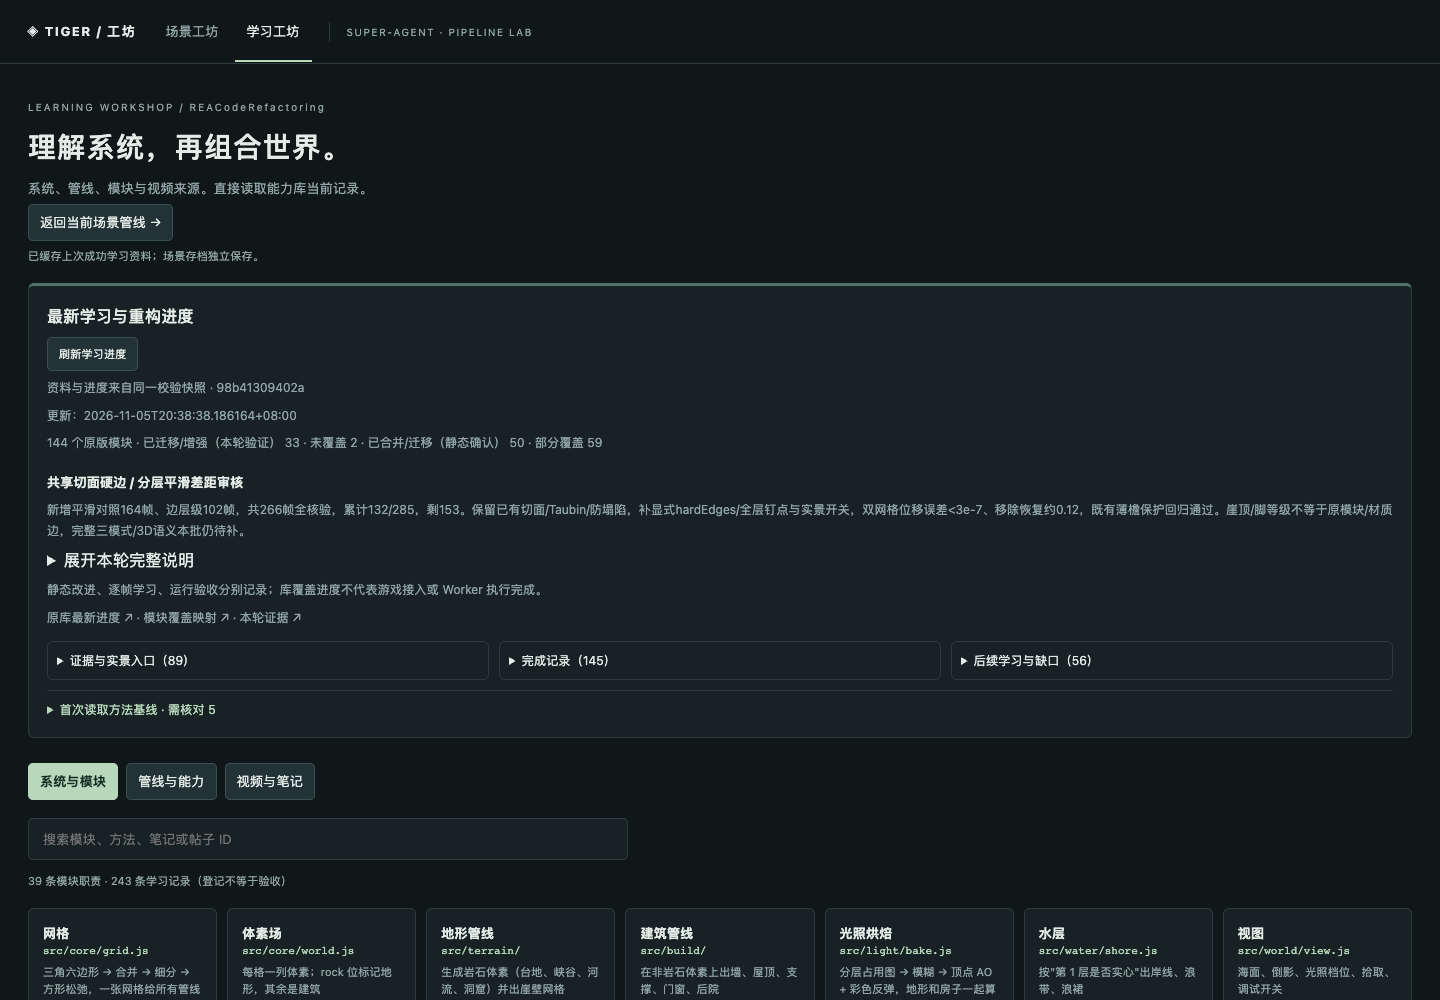 ◈ TIGER / 工坊 场景工坊 学习工坊 SUPER-AGENT · PIPELINE LAB
LEARNING WORKSHOP / REACodeRefactoring
理解系统，再组合世界。
系统、管线、模块与视频来源。直接读取能力库当前记录。
返回当前场景管线 →
已缓存上次成功学习资料；场景存档独立保存。
最新学习与重构进度
刷新学习进度
资料与进度来自同一校验快照 · 98b41309402a
更新：2026-11-05T20:38:38.186164+08:00
144 个原版模块 · 已迁移/增强（本轮验证） 33 · 未覆盖 2 · 已合并/迁移（静态确认） 50 · 部分覆盖 59
共享切面硬边 / 分层平滑差距审核
新增平滑对照164帧、边层级102帧，共266帧全核验，累计132/285，剩153。保留已有切面/Taubin/防塌陷，补显式hardEdges/全层钉点与实景开关，双网格位移误差<3e-7、移除恢复约0.12，既有薄檐保护回归通过。崖顶/脚等级不等于原模块/材质
边，完整三模式/3D语义本批仍待补。
▶ 展开本轮完整说明
静态改进、逐帧学习、运行验收分别记录；库覆盖进度不代表游戏接入或 Worker 执行完成。
原库最新进度 ↗ · 模块覆盖映射 ↗ · 本轮证据 ↗
▶ 证据与实景入口（89） ▶ 完成记录（145） ▶ 后续学习与缺口（56）
▶ 首次读取方法基线 · 需核对 5
系统与模块 管线与能力 视频与笔记
搜索模块、方法、笔记或帖子 ID
39 条模块职责 · 243 条学习记录（登记不等于验收）
网格
src/core/grid.js
三角六边形 → 合并 → 细分 →
方形松弛，一张网格给所有管线
体素场
src/core/world.js
每格一列体素；rock 位标记地
形，其余是建筑
地形管线
src/terrain/
生成岩石体素（台地、峡谷、河
流、洞窟）并出崖壁网格
建筑管线
src/build/
在非岩石体素上出墙、屋顶、支
撑、门窗、后院
光照烘焙
src/light/bake.js
分层占用图 → 模糊 → 顶点 AO
+ 彩色反弹，地形和房子一起算
水层
src/water/shore.js
按"第 1 层是否实心"出岸线、浪
带、浪裙
视图
src/world/view.js
海面、倒影、光照档位、拾取、
调试开关